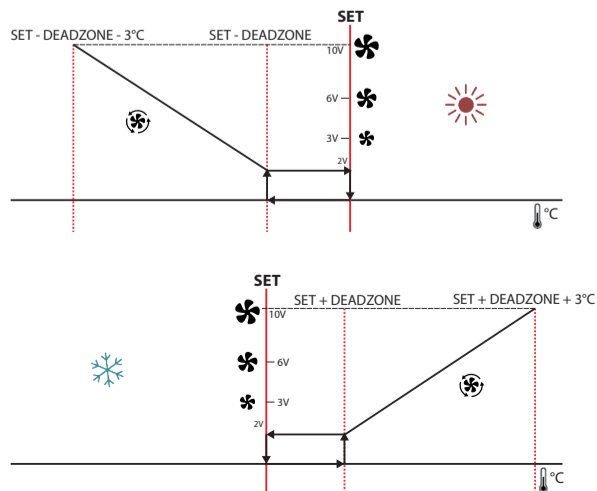 SET
SET - DEADZONE - 3°C
SET - DEADZONE
10V
6V
3V
2V
°C
SET
SET + DEADZONE
SET + DEADZONE + 3°C
10V
6V
3V
2V
°C